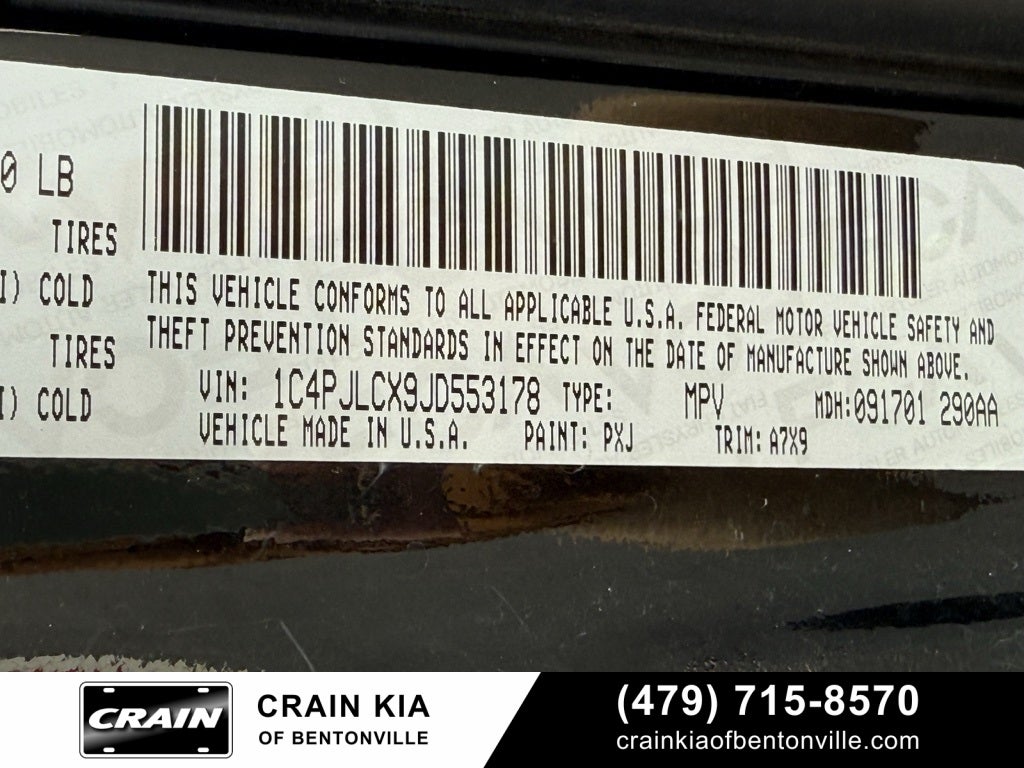 0 LB
TIRES
I) COLD
TIRES
I) COLD
THIS VEHICLE CONFORMS TO ALL APPLICABLE U.S.A. FEDERAL MOTOR VEHICLE SAFETY AND
THEFT PREVENTION STANDARDS IN EFFECT ON THE DATE OF MANUFACTURE SHOWN ABOVE.
VIN: 1C4PJLCX9JD553178 TYPE: MPV MDH:091701 290AA
VEHICLE MADE IN U.S.A. PAINT: PXJ TRIM: A7X9
CRAIN
CRAIN KIA
OF BENTONVILLE
(479) 715-8570
crainkiaofbentonville.com